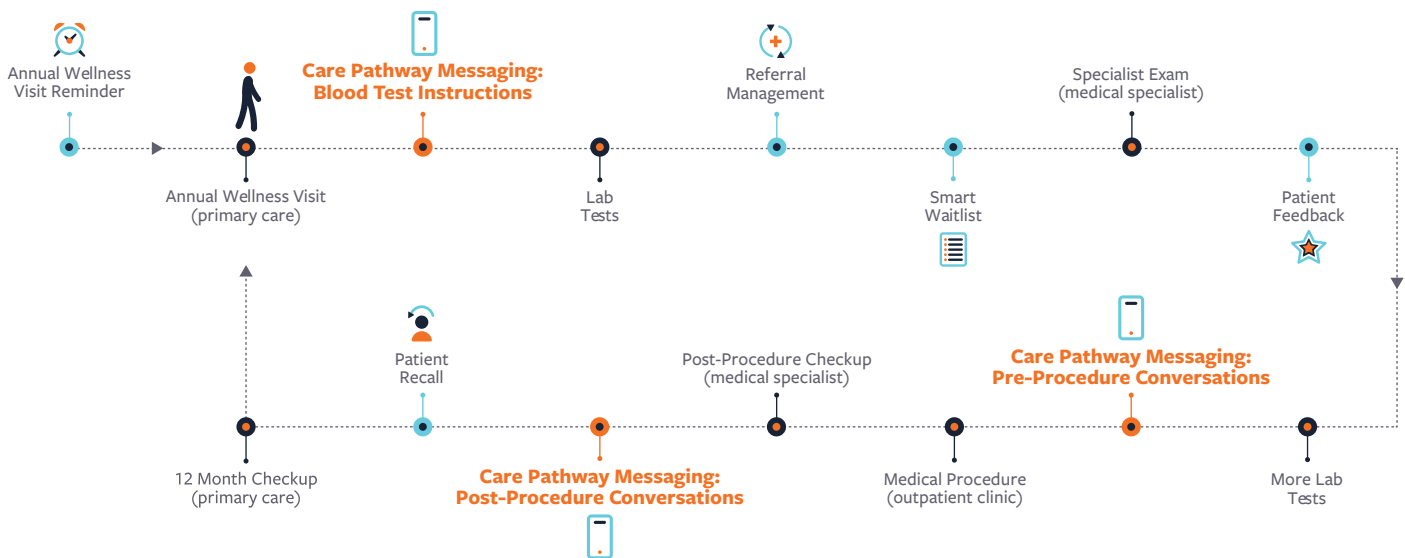 Annual Wellness
Visit Reminder
Annual Wellness Visit
(primary care)
Care Pathway Messaging:
Blood Test Instructions
Lab
Tests
Referral
Management
Smart
Waitlist
Specialist Exam
(medical specialist)
Patient
Feedback
More Lab
Tests
Care Pathway Messaging:
Pre-Procedure Conversations
Medical Procedure
(outpatient clinic)
Post-Procedure Checkup
(medical specialist)
Care Pathway Messaging:
Post-Procedure Conversations
Patient
Recall
12 Month Checkup
(primary care)